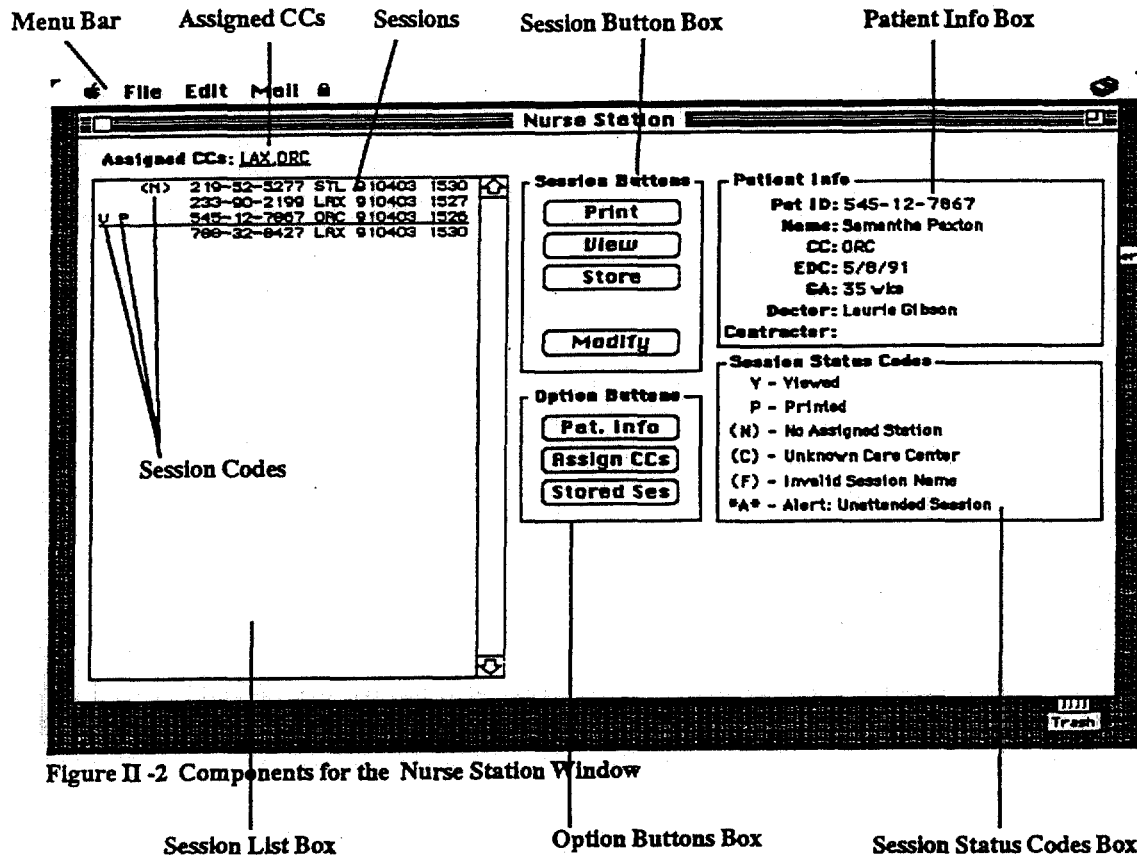 Menu Bar Assigned CCs Sessions Session Button Box Patient Info Box
File Edit Mail
Nurse Station
Assigned CCs: LAX,ORC
(N) 219-52-5277 STL 910403 1530
233-90-2199 LAX 910403 1527
V P 545-12-7867 ORC 910403 1526
788-32-8427 LAX 910403 1530
Session Codes
Session Buttons
Print
View
Store
Modify
Option Buttons
Pat. Info
Assign CCs
Stored Ses
Patient Info
Pat ID: 545-12-7867
Name: Samantha Paxton
CC: ORC
EDC: 5/8/91
GA: 35 wks
Doctor: Laurie Gibson
Contractor:
Session Status Codes
Y - Viewed
P - Printed
(N) - No Assigned Station
(C) - Unknown Care Center
(F) - Invalid Session Name
*A* - Alert: Unattended Session
Trash
Figure II -2 Components for the Nurse Station Window
Session List Box Option Buttons Box Session Status Codes Box